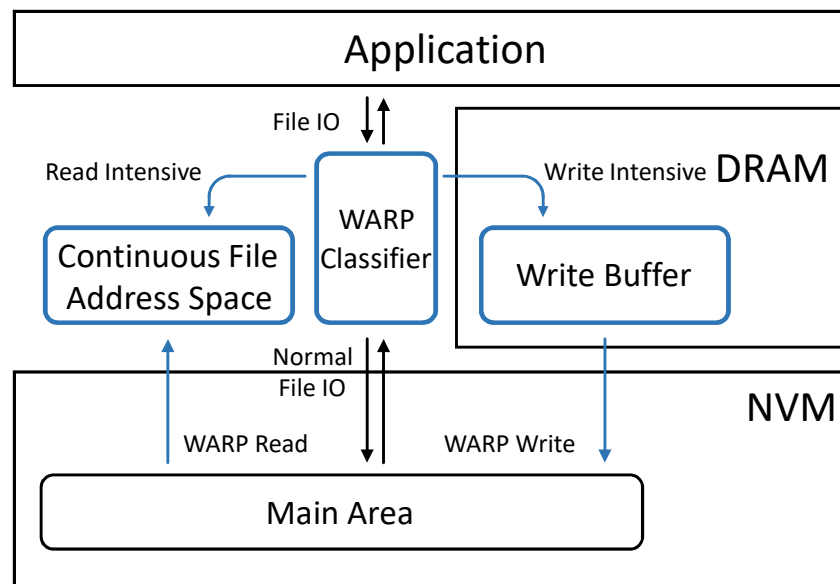 Application
File IO
Read Intensive
Write Intensive
DRAM
WARP
Classifier
Continuous File
Address Space
Write Buffer
Normal
File IO
NVM
WARP Read
WARP Write
Main Area